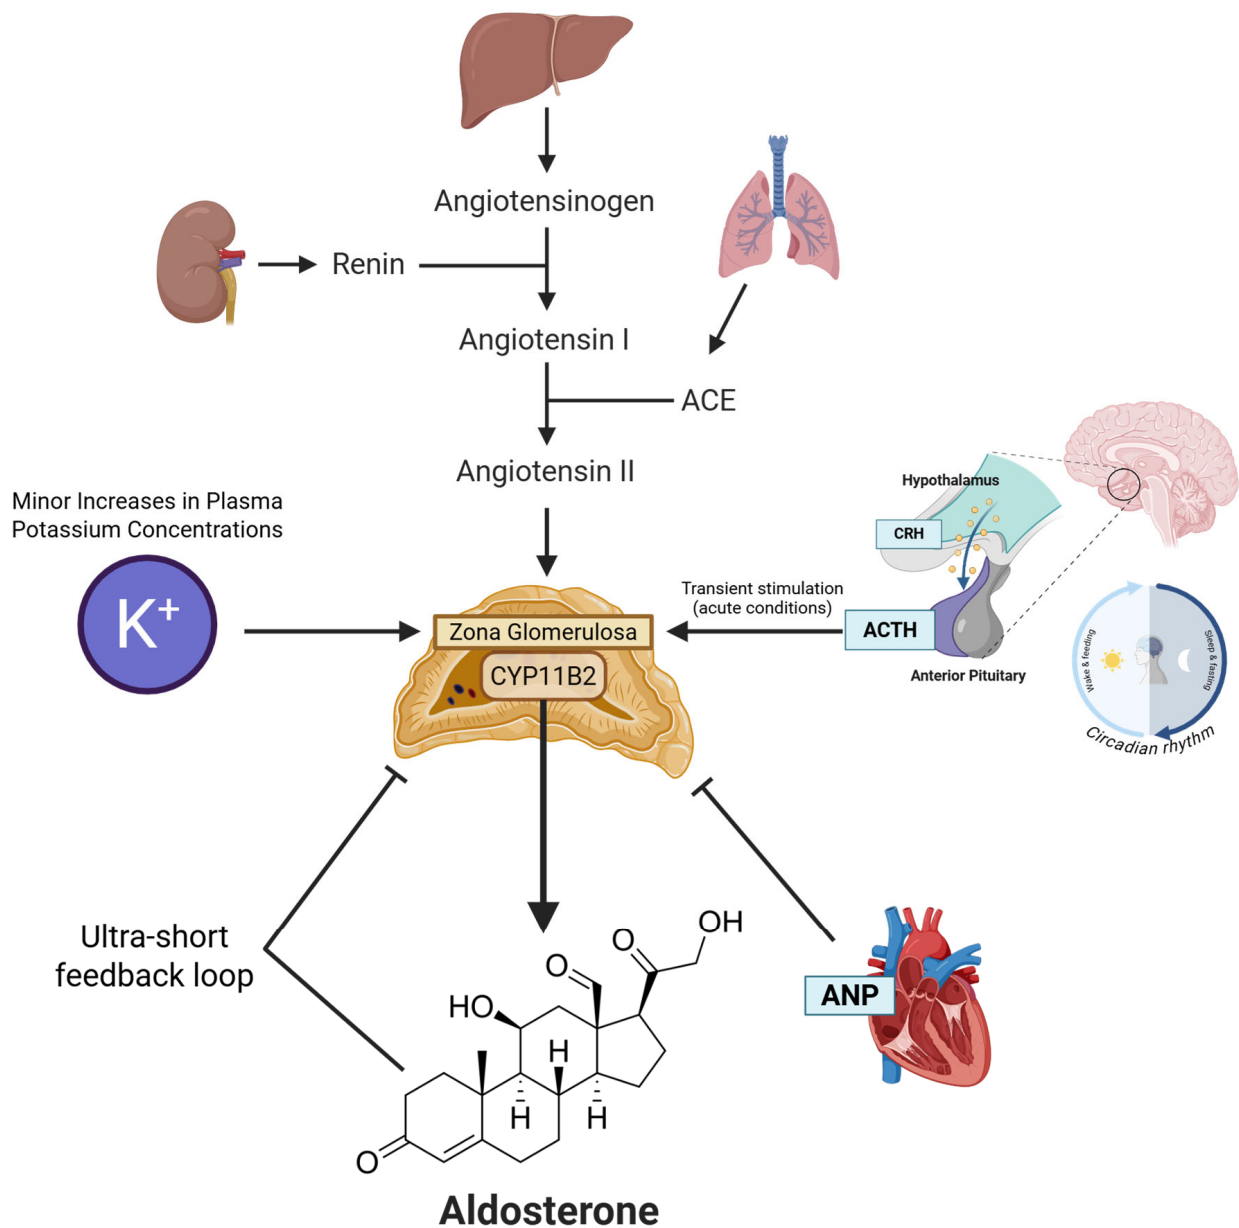 Angiotensinogen
Renin
Angiotensin I
ACE
Angiotensin II
Minor Increases in Plasma
Potassium Concentrations
K⁺
Hypothalamus
CRH
Transient stimulation
(acute conditions)
ACTH
Anterior Pituitary
Wake & feeding
Sleep & fasting
Circadian rhythm
Zona Glomerulosa
CYP11B2
Ultra-short
feedback loop
ANP
OH
O
O
HO
H
H
H
O
Aldosterone